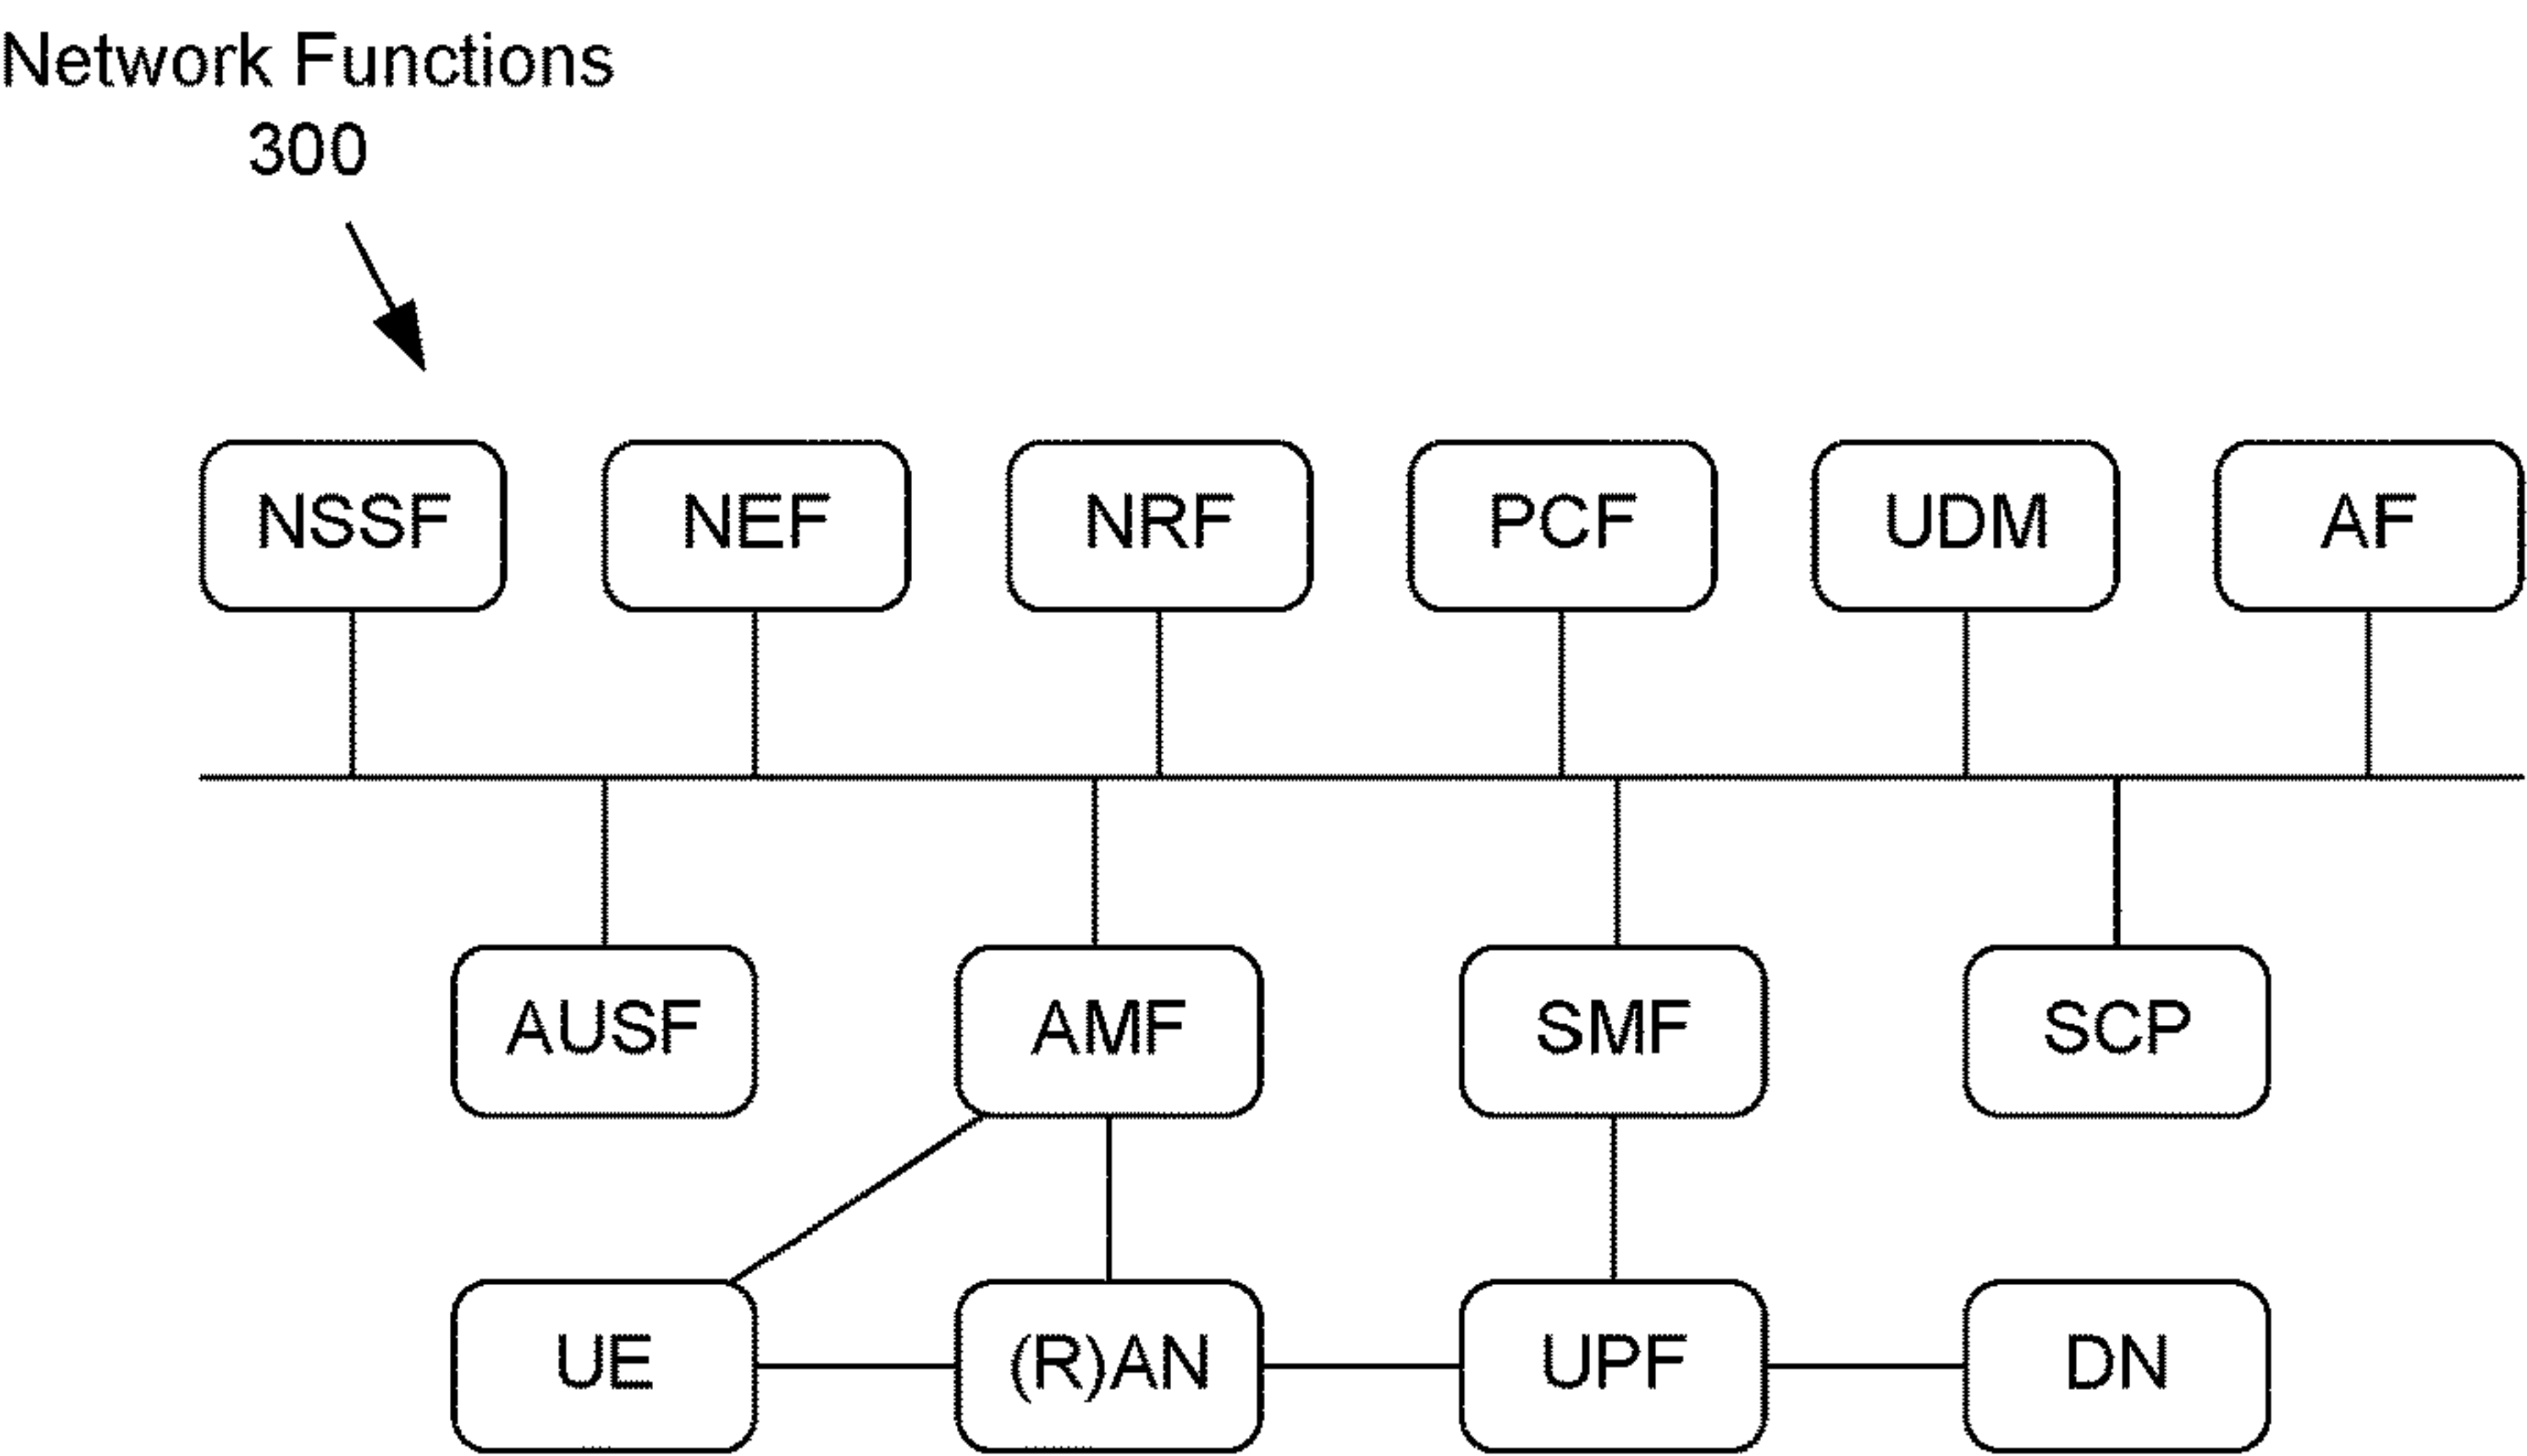 Network Functions
300
NSSF
NEF
NRF
PCF
UDM
AF
AUSF
AMF
SMF
SCP
UE
(R)AN
UPF
DN